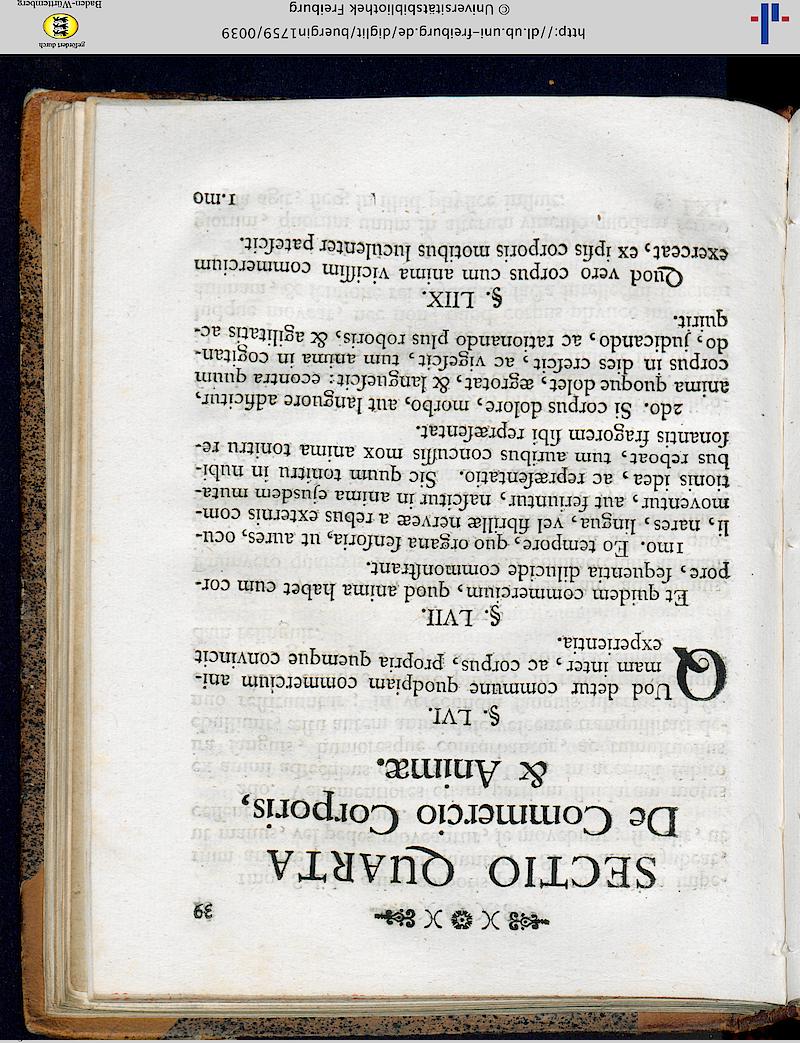 39
SECTIO QUARTA
De Commercio Corporis,
& Animæ.
§. LVI.
QUod detur commune quodpiam commercium ani-
mam inter, ac corpus, propria quemque convincit
experientia.
§. LVII.
Et quidem commercium, quod anima habet cum cor-
pore, ſequentia dilucide commonſtrant.
1mo. Eo tempore, quo organa ſenſoria, ut aures, ocu-
li, nares, lingua, vel fibrillæ nerveæ a rebus externis com-
moventur, aut feriuntur, naſcitur in anima ejusdem muta-
tionis idea, ac repræſentatio. Sic quum tonitru in nubi-
bus reboat, tum auribus concuſſis mox anima tonitru re-
ſonantis fragorem ſibi repræſentat.
2do. Si corpus dolore, morbo, aut languore adficitur,
anima quoque dolet, ægrotat, & langueſcit: econtra quum
corpus in dies creſcit, ac vigeſcit, tum anima in cogitan-
do, judicando, ac rationando plus roboris, & agilitatis ac-
quirit.
§. LIIX.
Quod vero corpus cum anima viciſſim commercium
exerceat, ex ipſis corporis motibus luculenter pateſcit.
1.mo
http://dl.ub.uni-freiburg.de/diglit/buergin1759/0039
© Universitätsbibliothek Freiburg
gefördert durch
Baden-Württemberg